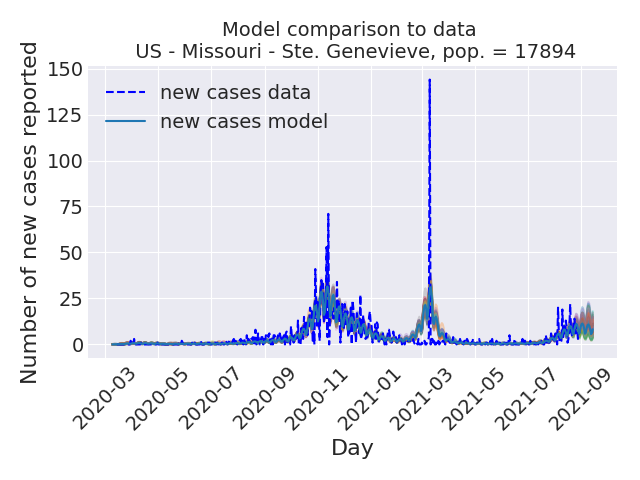 Model comparison to data
US - Missouri - Ste. Genevieve, pop. = 17894
Number of new cases reported
150
125
100
75
50
25
0
new cases data
new cases model
2020-03
2020-05
2020-07
2020-09
2020-11
2021-01
2021-03
2021-05
2021-07
2021-09
Day